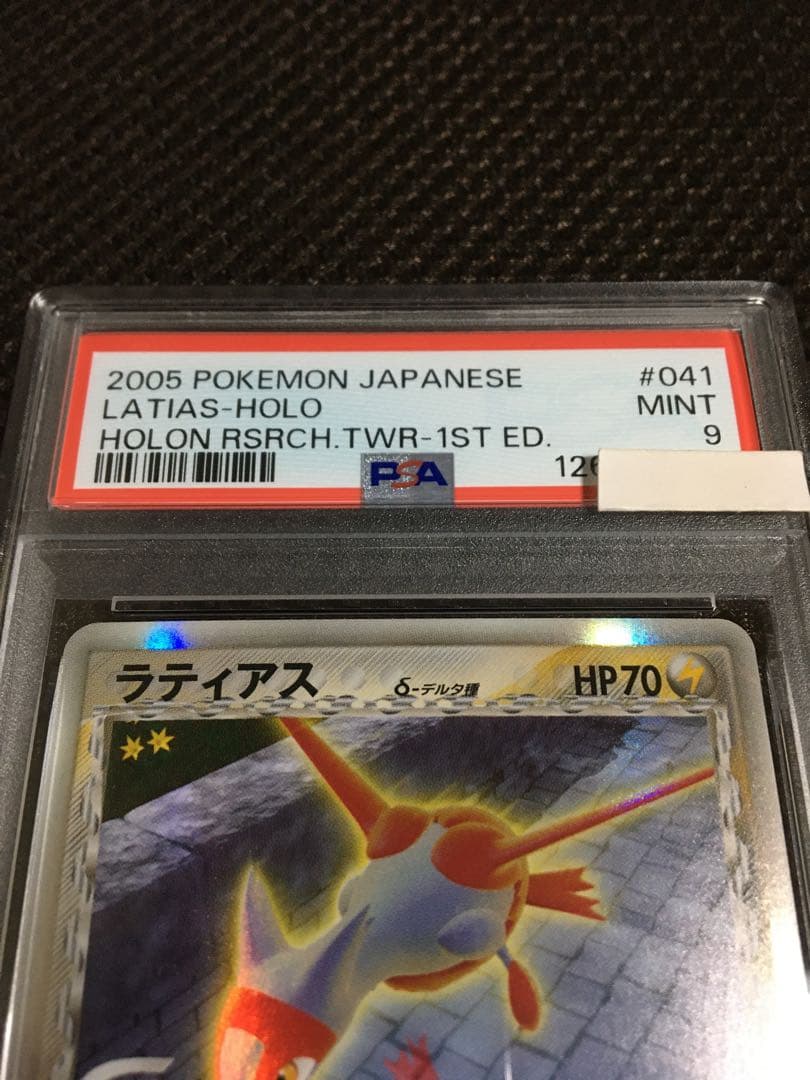 2005 POKEMON JAPANESE #041
LATIAS-HOLO MINT
HOLON RSRCH.TWR-1ST ED. 9
PSA 126
ラティアス δ-デルタ種 HP70